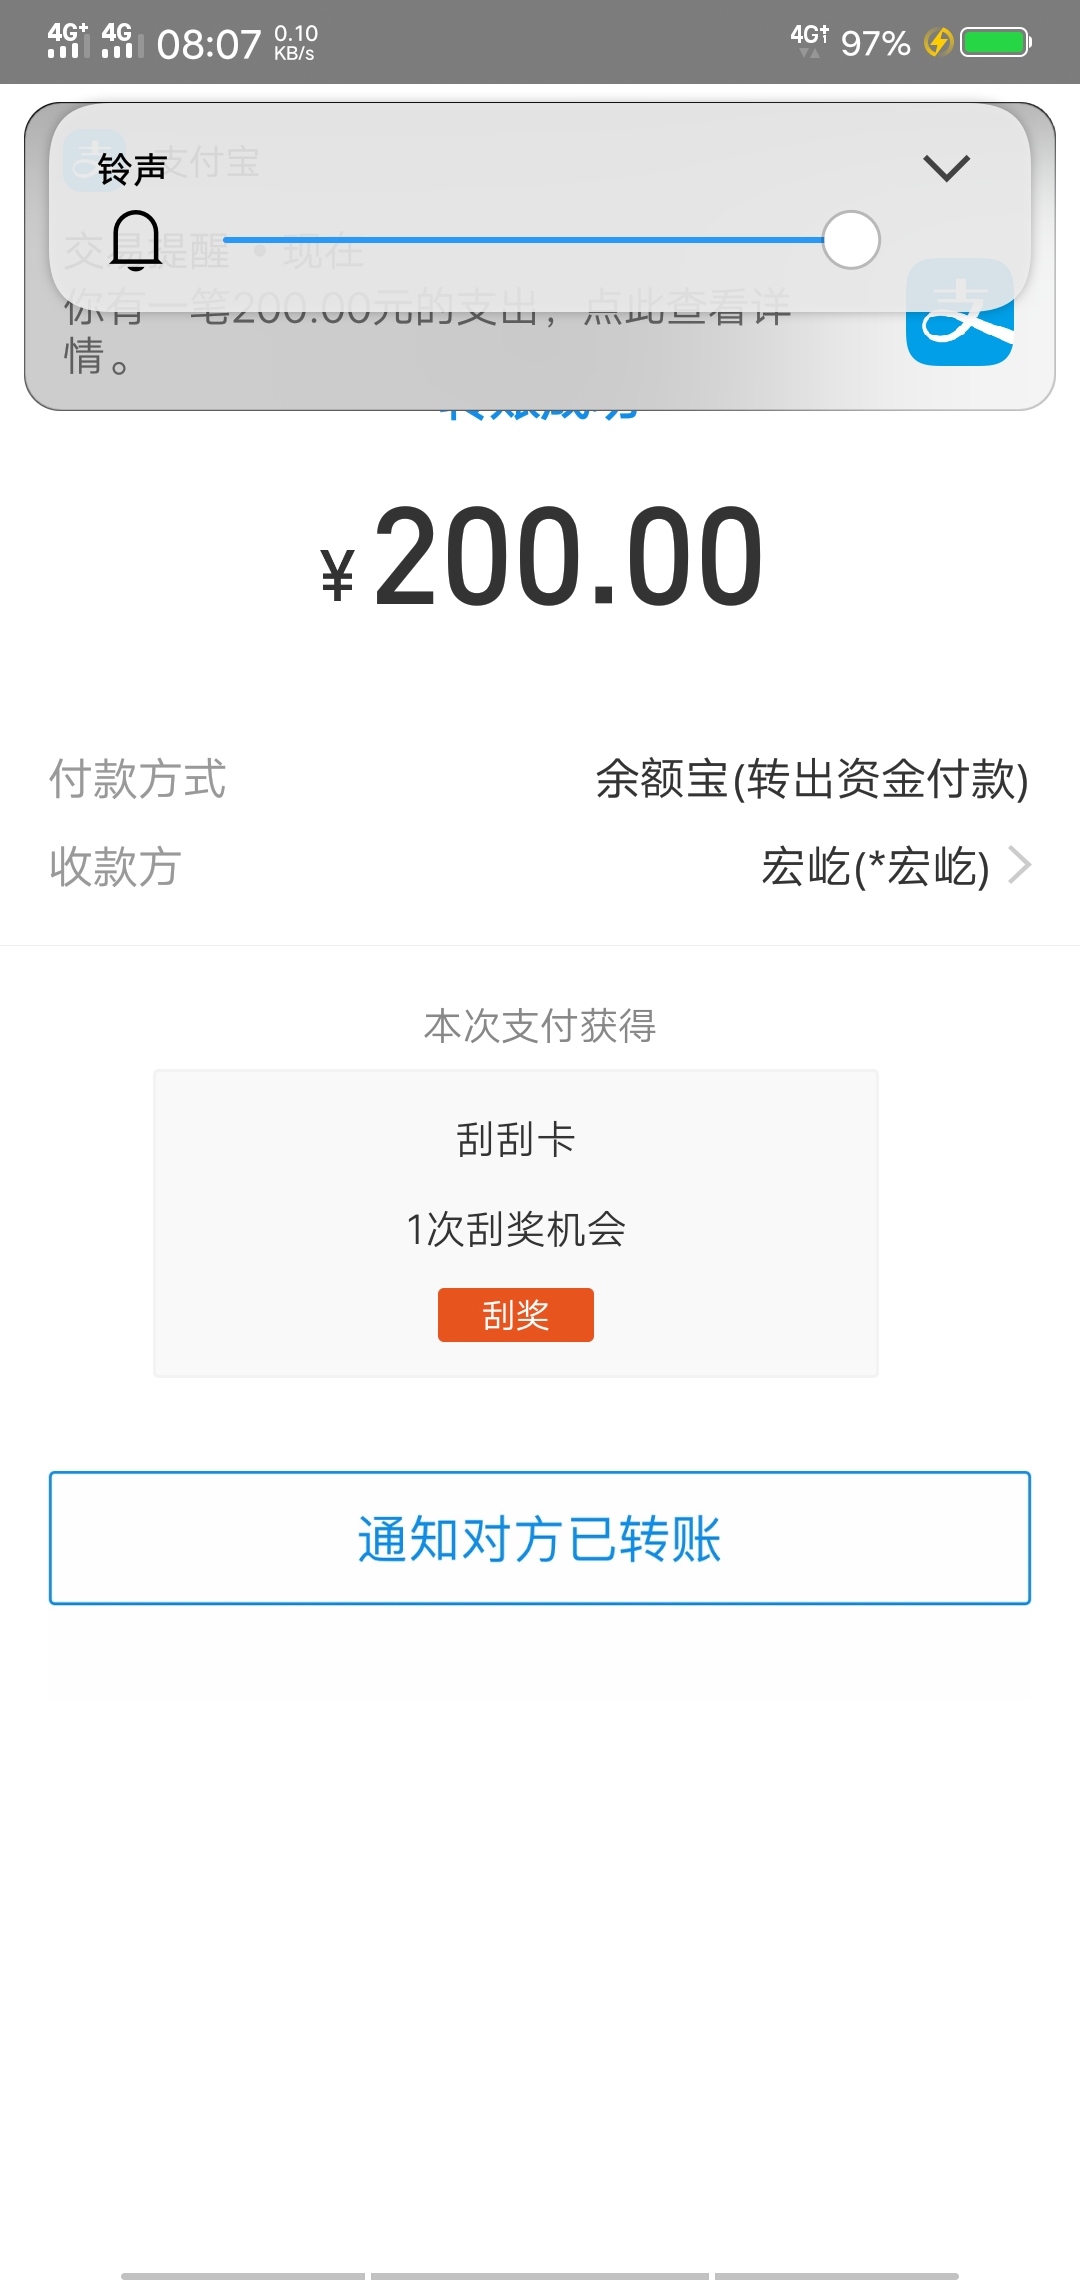 4G+ 4G 08:07 0.10 KB/s 4G+ 97%
支付宝
铃声
交易提醒 • 现在
你有一笔200.00元的支出，点此查看详
情。
转账成功
¥200.00
付款方式 余额宝(转出资金付款)
收款方 宏屹(*宏屹)
本次支付获得
刮刮卡
1次刮奖机会
刮奖
通知对方已转账